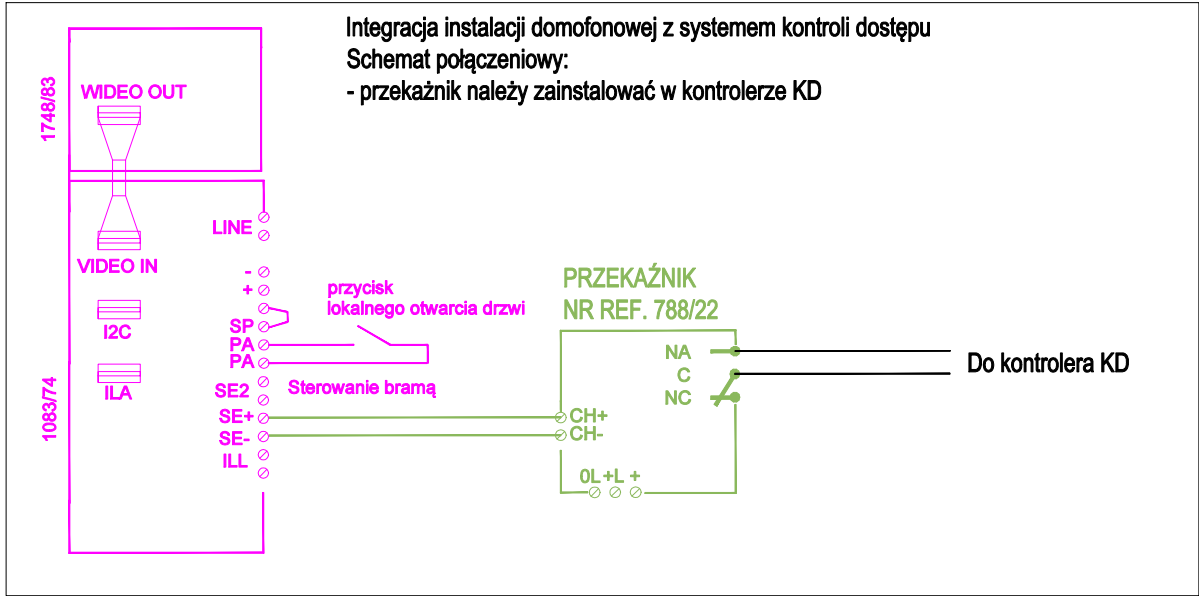 Integracja instalacji domofonowej z systemem kontroli dostępu
Schemat połączeniowy:
- przekażnik należy zainstalować w kontrolerze KD
1748/83
WIDEO OUT
LINE
VIDEO IN
-
+
I2C
SP
PA
PA
ILA
SE2
SE+
SE-
ILL
1083/74
przycisk
lokalnego otwarcia drzwi
Sterowanie bramą
PRZEKAŹNIK
NR REF. 788/22
NA
C
NC
CH+
CH-
0L +L +
Do kontrolera KD